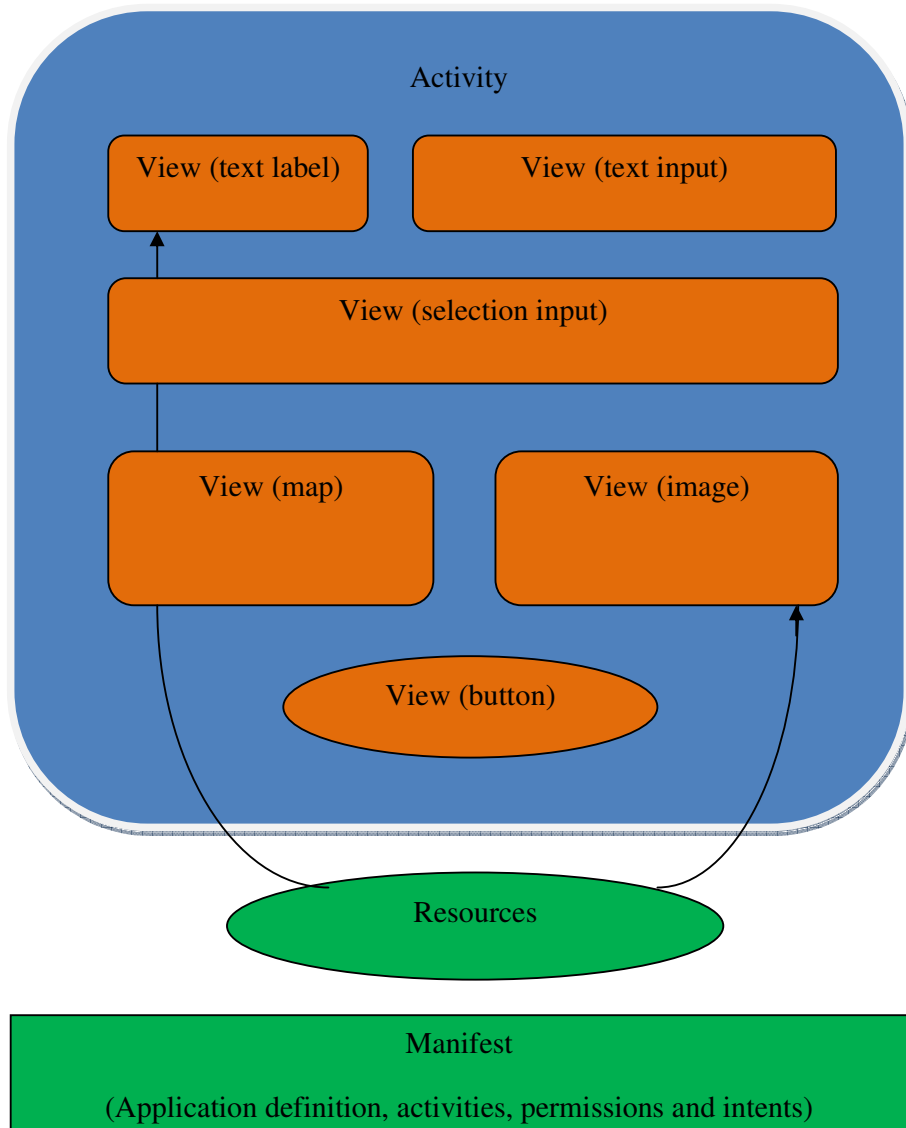 Activity
View (text label)
View (text input)
View (selection input)
View (map)
View (image)
View (button)
Resources
Manifest
(Application definition, activities, permissions and intents)